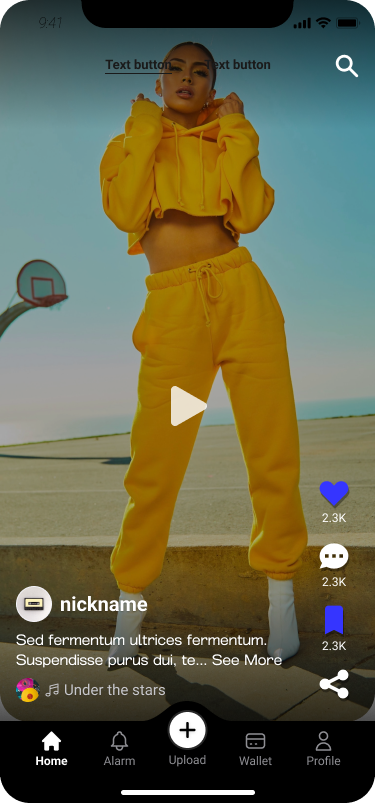 9:41
Text button
Text button
2.3K
2.3K
2.3K
nickname
Sed fermentum ultrices fermentum.
Suspendisse purus dui, te... See More
Under the stars
Home
Alarm
Upload
Wallet
Profile